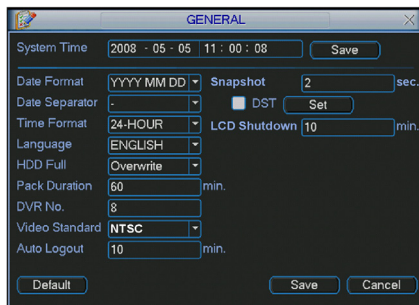 GENERAL
System Time 2008 - 05 - 05 11 : 00 : 08 Save
Date Format YYYY MM DD Snapshot 2 sec.
Date Separator - DST Set
Time Format 24-HOUR LCD Shutdown 10 min.
Language ENGLISH
HDD Full Overwrite
Pack Duration 60 min.
DVR No. 8
Video Standard NTSC
Auto Logout 10 min.
Default Save Cancel